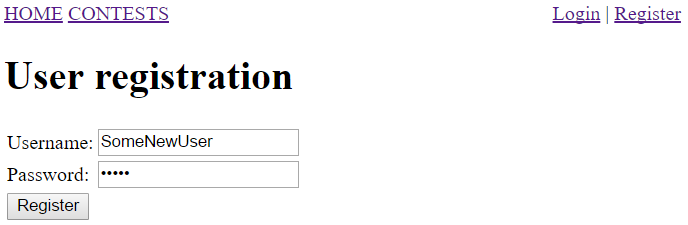 HOME CONTESTS Login | Register
User registration
Username: SomeNewUser
Password: •••••
Register